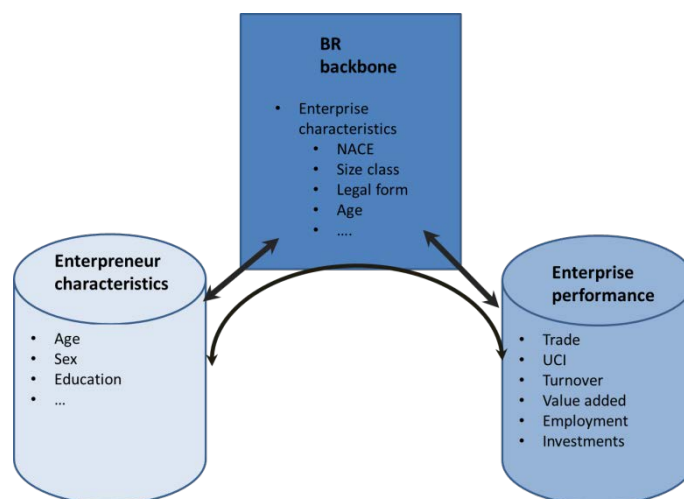 BR
backbone
• Enterprise
characteristics
• NACE
• Size class
• Legal form
• Age
• ....
Enterpreneur
characteristics
• Age
• Sex
• Education
• ...
Enterprise
performance
• Trade
• UCI
• Turnover
• Value added
• Employment
• Investments